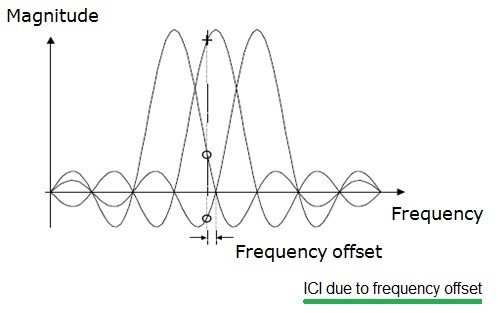 Magnitude
Frequency
Frequency offset
ICI due to frequency offset